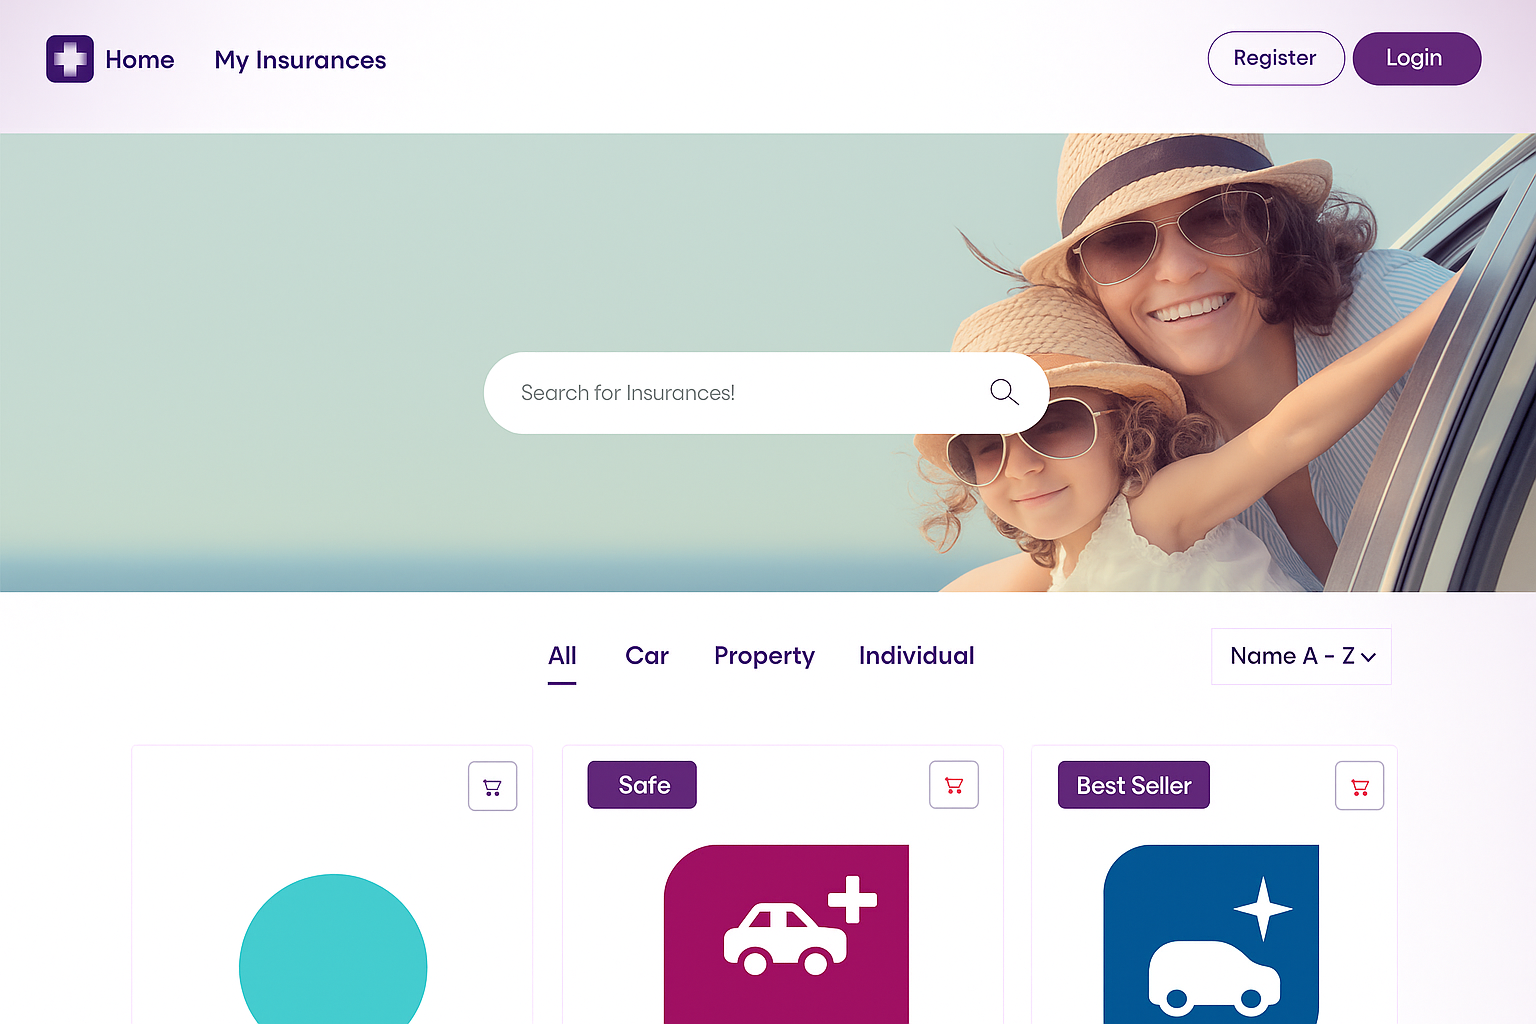 Home
My Insurances
Register
Login
Search for Insurances!
All
Car
Property
Individual
Name A - Z
Safe
Best Seller